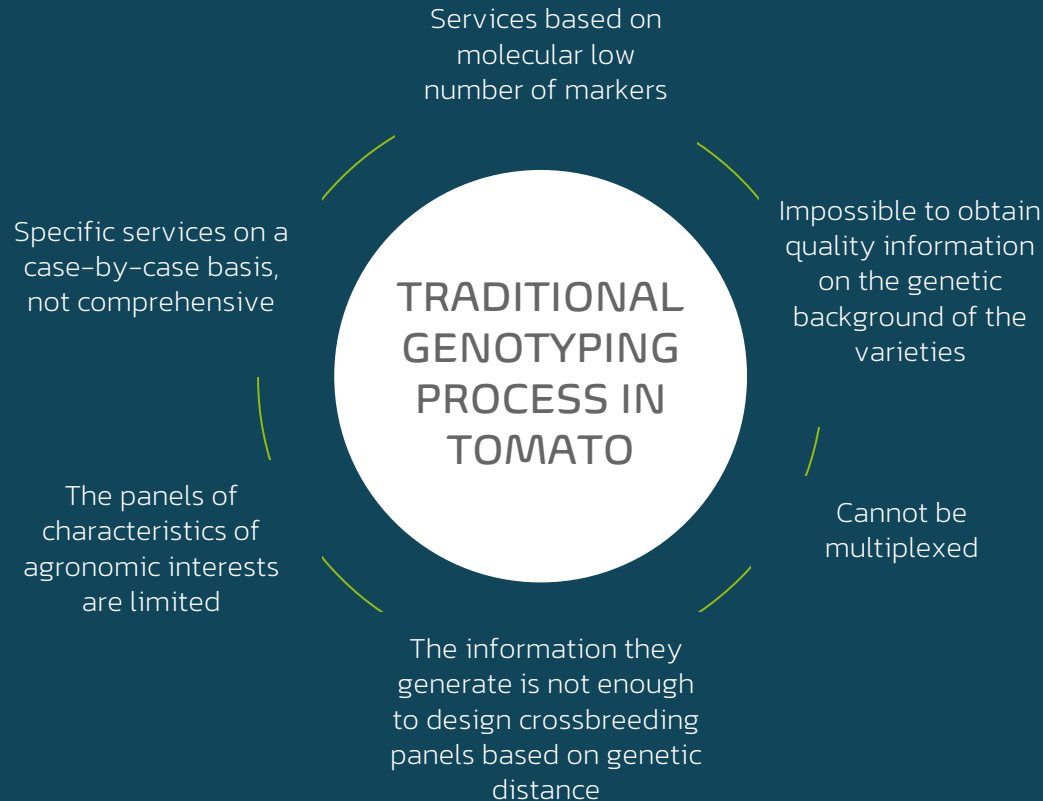 Services based on
molecular low
number of markers
Impossible to obtain
quality information
on the genetic
background of the
varieties
Cannot be
multiplexed
The information they
generate is not enough
to design crossbreeding
panels based on genetic
distance
The panels of
characteristics of
agronomic interests
are limited
Specific services on a
case-by-case basis,
not comprehensive
TRADITIONAL
GENOTYPING
PROCESS IN
TOMATO